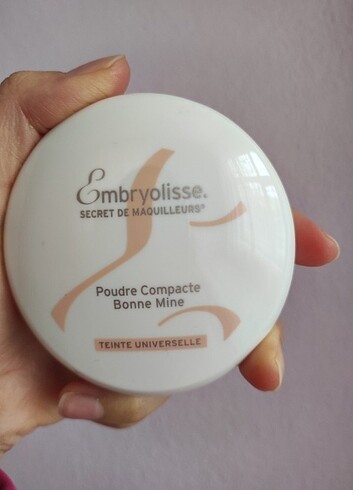 Embryolisse.
SECRET DE MAQUILLEURS®
Poudre Compacte
Bonne Mine
TEINTE UNIVERSELLE